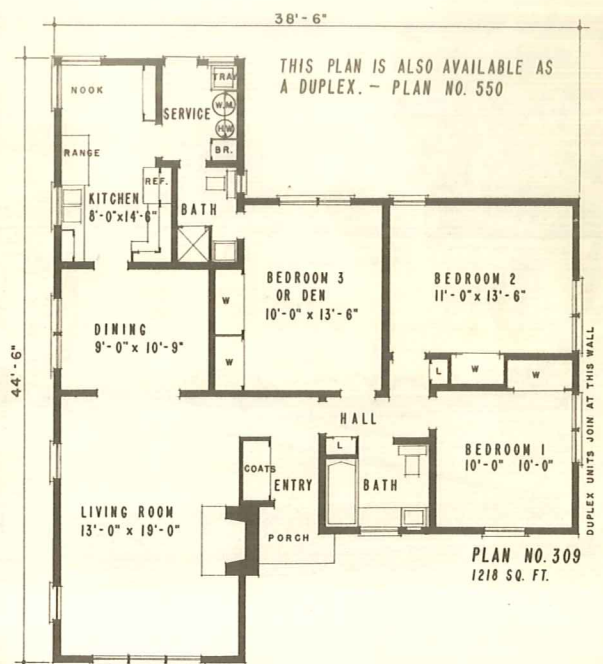 38'-6"
THIS PLAN IS ALSO AVAILABLE AS
A DUPLEX. – PLAN NO. 550
NOOK
TRAY
W.M.
SERVICE
H.W.
BR.
RANGE
REF.
KITCHEN
8'-0"x14'-6"
BATH
BEDROOM 3
OR DEN
10'-0" x 13'-6"
BEDROOM 2
11'-0" x 13'-6"
W
W
DINING
9'-0" x 10'-9"
44'-6"
L
W
W
DUPLEX UNITS JOIN AT THIS WALL
HALL
L
COATS
ENTRY
BATH
BEDROOM 1
10'-0" 10'-0"
LIVING ROOM
13'-0" x 19'-0"
PORCH
PLAN NO. 309
1218 SQ. FT.